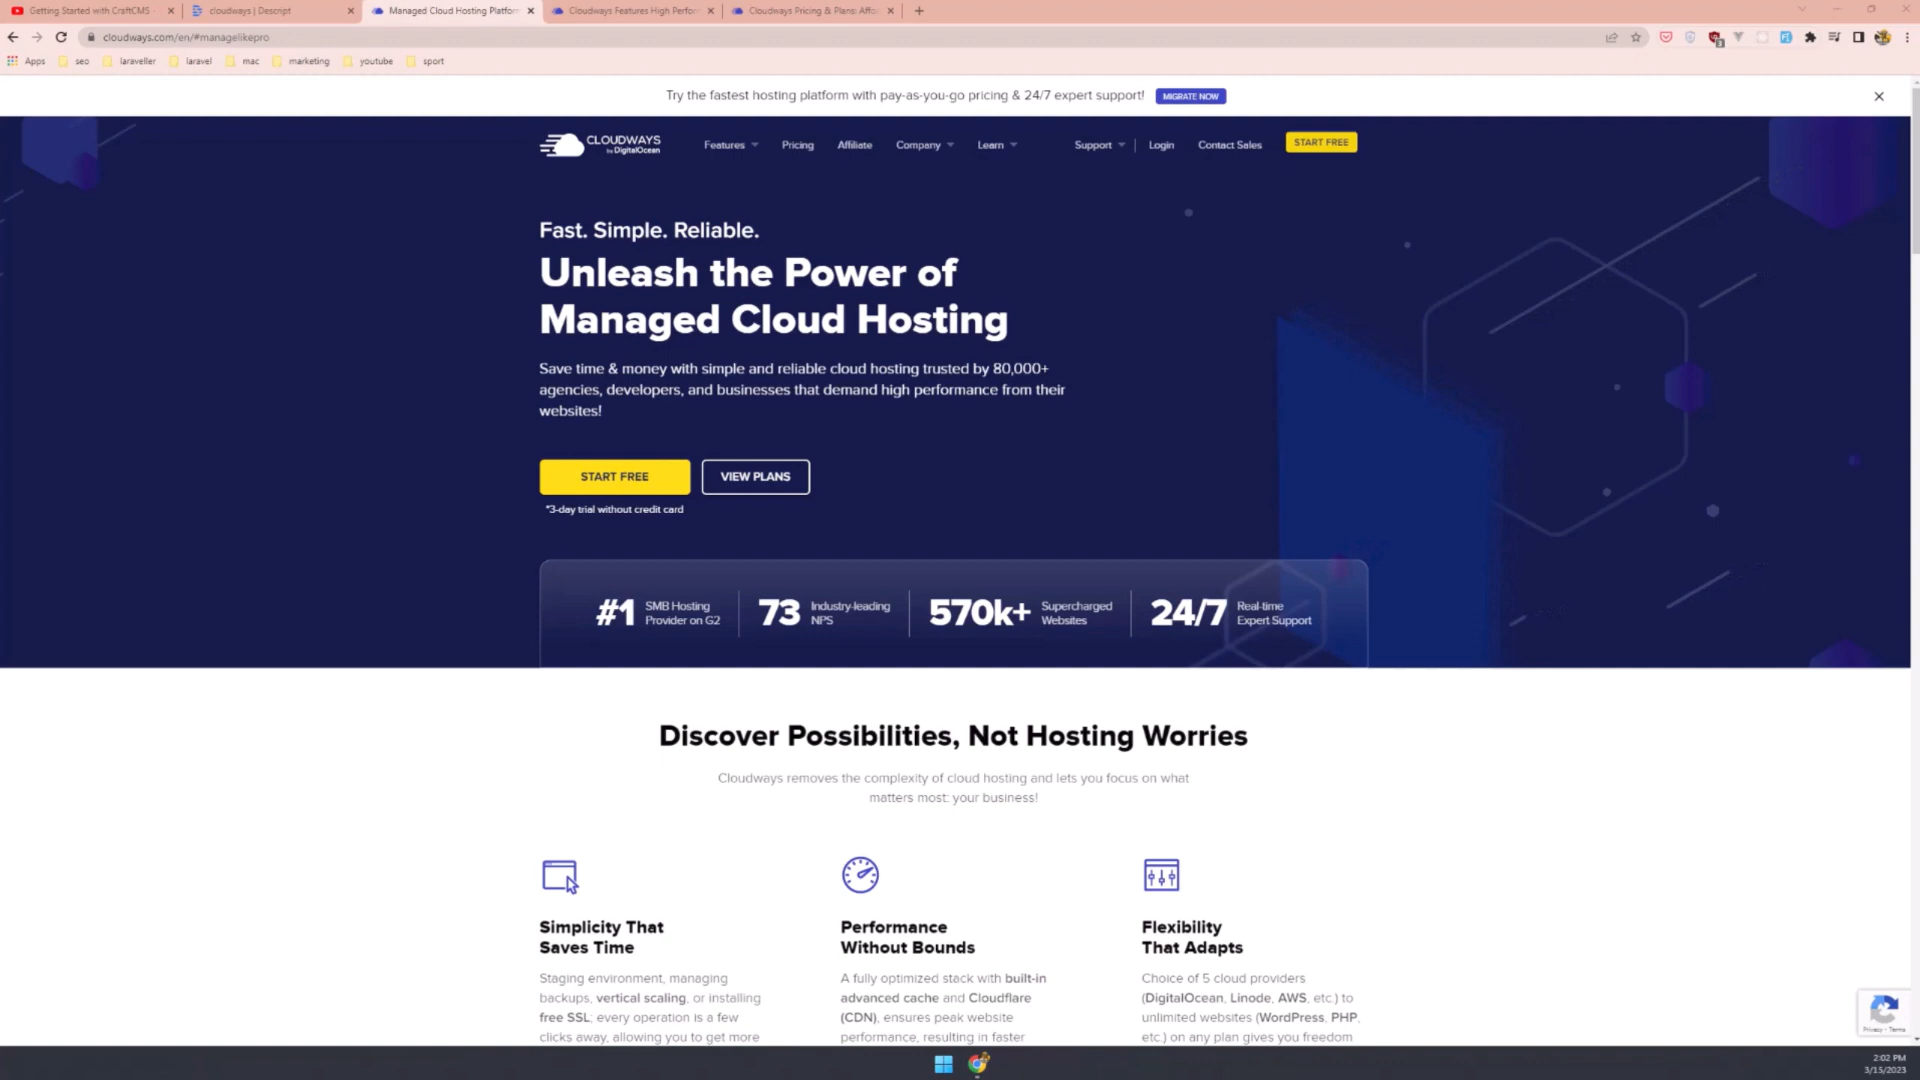 Getting Started with CraftCMS
cloudways | Descript
Managed Cloud Hosting Platfor
Cloudways Features High Perfor
Cloudways Pricing & Plans: Affo
cloudways.com/en/#managelikepro
Apps seo laraveller laravel mac marketing youtube sport
Try the fastest hosting platform with pay-as-you-go pricing & 24/7 expert support! MIGRATE NOW
CLOUDWAYS
by DigitalOcean
Features Pricing Affiliate Company Learn Support Login Contact Sales START FREE
Fast. Simple. Reliable.
Unleash the Power of
Managed Cloud Hosting
Save time & money with simple and reliable cloud hosting trusted by 80,000+
agencies, developers, and businesses that demand high performance from their
websites!
START FREE VIEW PLANS
*3-day trial without credit card
#1 SMB Hosting
Provider on G2
73 Industry-leading
NPS
570k+ Supercharged
Websites
24/7 Real-time
Expert Support
Discover Possibilities, Not Hosting Worries
Cloudways removes the complexity of cloud hosting and lets you focus on what
matters most: your business!
Simplicity That
Saves Time
Staging environment, managing
backups, vertical scaling, or installing
free SSL; every operation is a few
clicks away, allowing you to get more
Performance
Without Bounds
A fully optimized stack with built-in
advanced cache and Cloudflare
(CDN), ensures peak website
performance, resulting in faster
Flexibility
That Adapts
Choice of 5 cloud providers
(DigitalOcean, Linode, AWS, etc.) to
unlimited websites (WordPress, PHP,
etc.) on any plan gives you freedom
Privacy - Terms
2:02 PM
3/15/2023